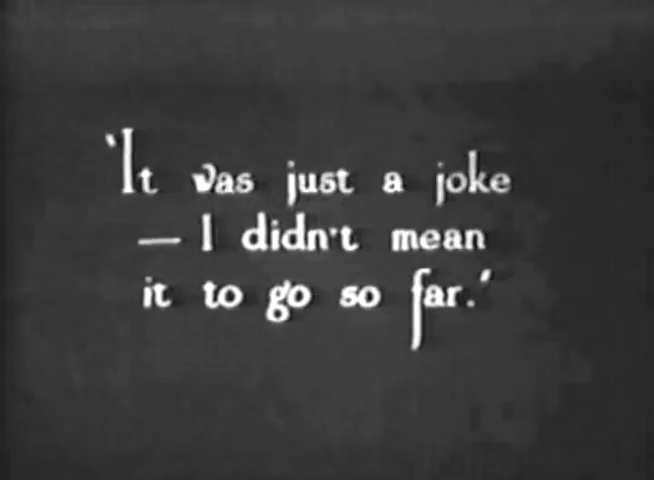 'It was just a joke
— I didn't mean
it to go so far.'